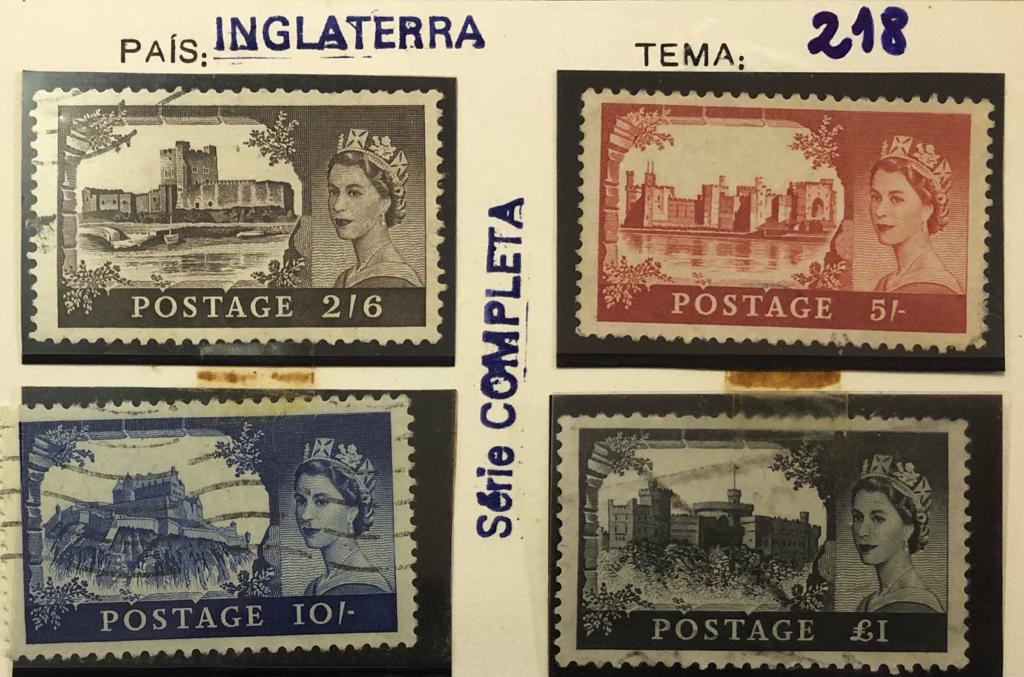 PAÍS: INGLATERRA
TEMA: 218
POSTAGE 2/6
POSTAGE 5/-
Série COMPLETA
POSTAGE 10/-
POSTAGE £1